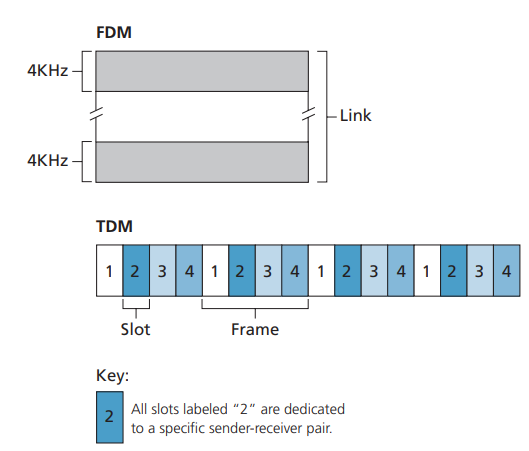 FDM
4KHz
Link
4KHz
TDM
1 2 3 4 1 2 3 4 1 2 3 4 1 2 3 4
Slot Frame
Key:
2 All slots labeled “2” are dedicated
to a specific sender-receiver pair.